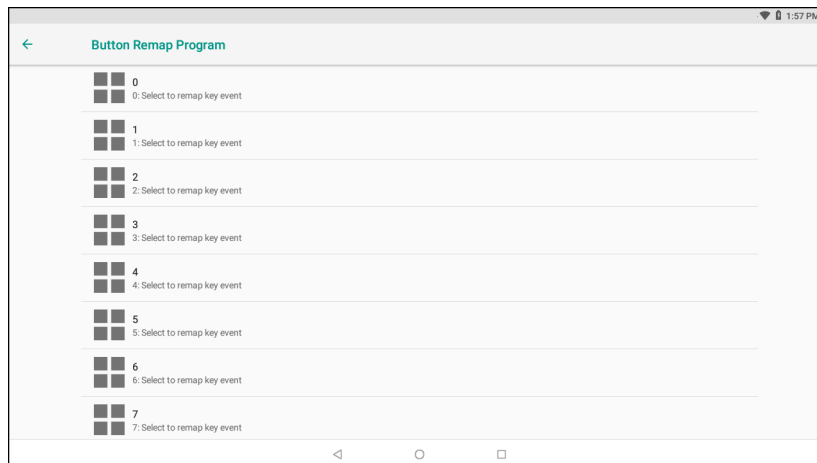 1:57 PM
Button Remap Program
0
0: Select to remap key event
1
1: Select to remap key event
2
2: Select to remap key event
3
3: Select to remap key event
4
4: Select to remap key event
5
5: Select to remap key event
6
6: Select to remap key event
7
7: Select to remap key event